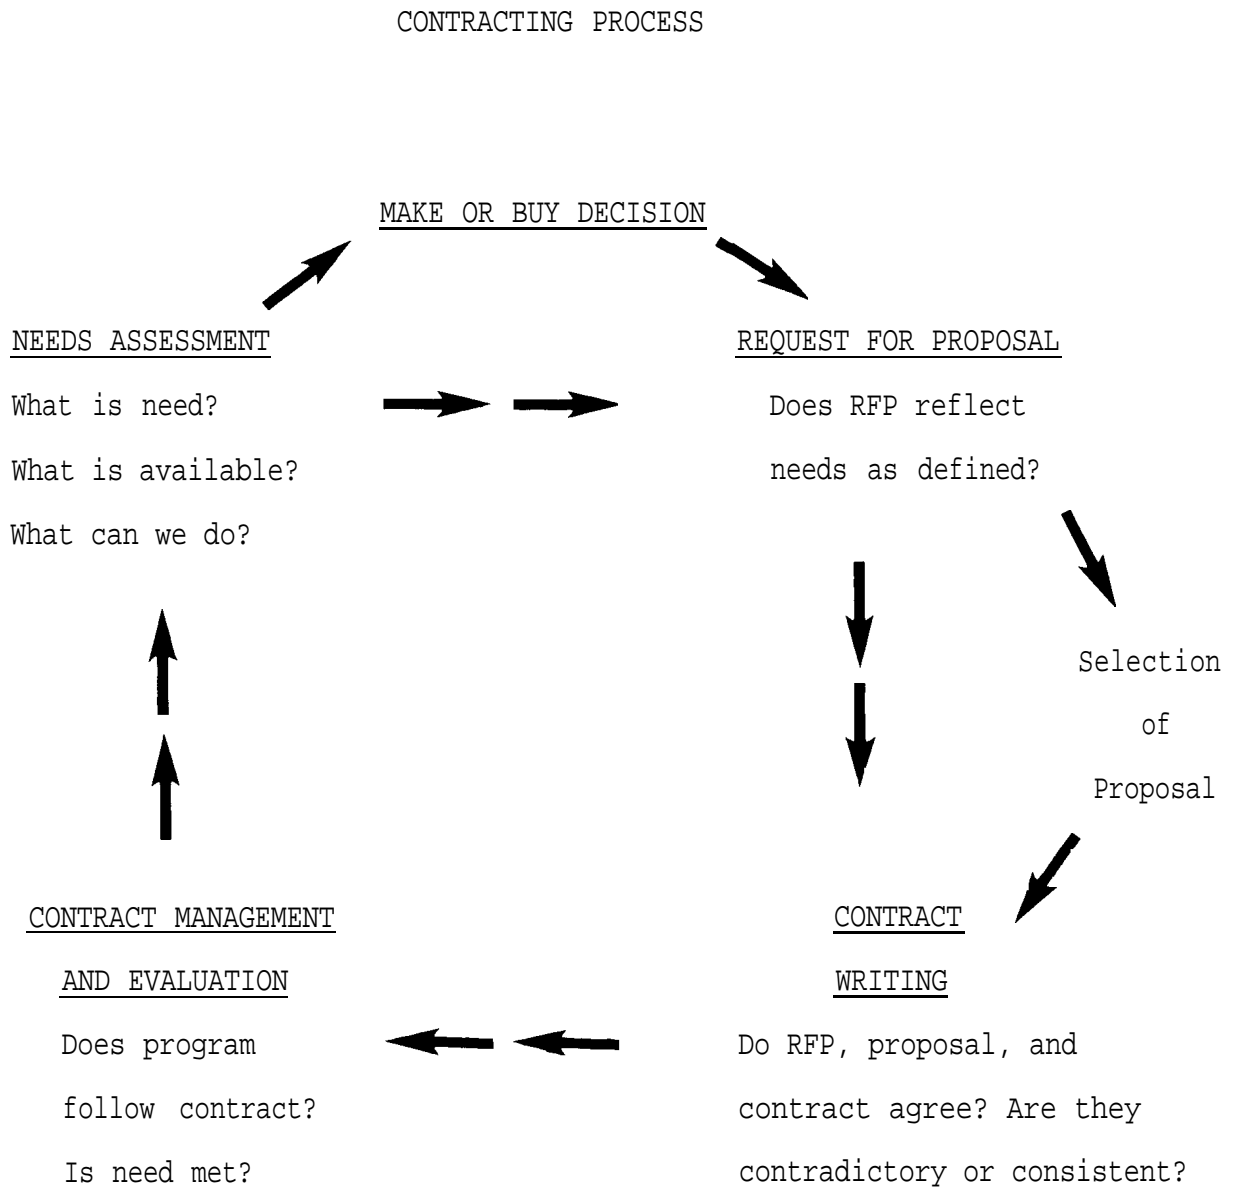 CONTRACTING PROCESS
MAKE OR BUY DECISION
NEEDS ASSESSMENT
What is need?
What is available?
What can we do?
REQUEST FOR PROPOSAL
Does RFP reflect
needs as defined?
Selection
of
Proposal
CONTRACT
WRITING
Do RFP, proposal, and
contract agree? Are they
contradictory or consistent?
CONTRACT MANAGEMENT
AND EVALUATION
Does program
follow contract?
Is need met?